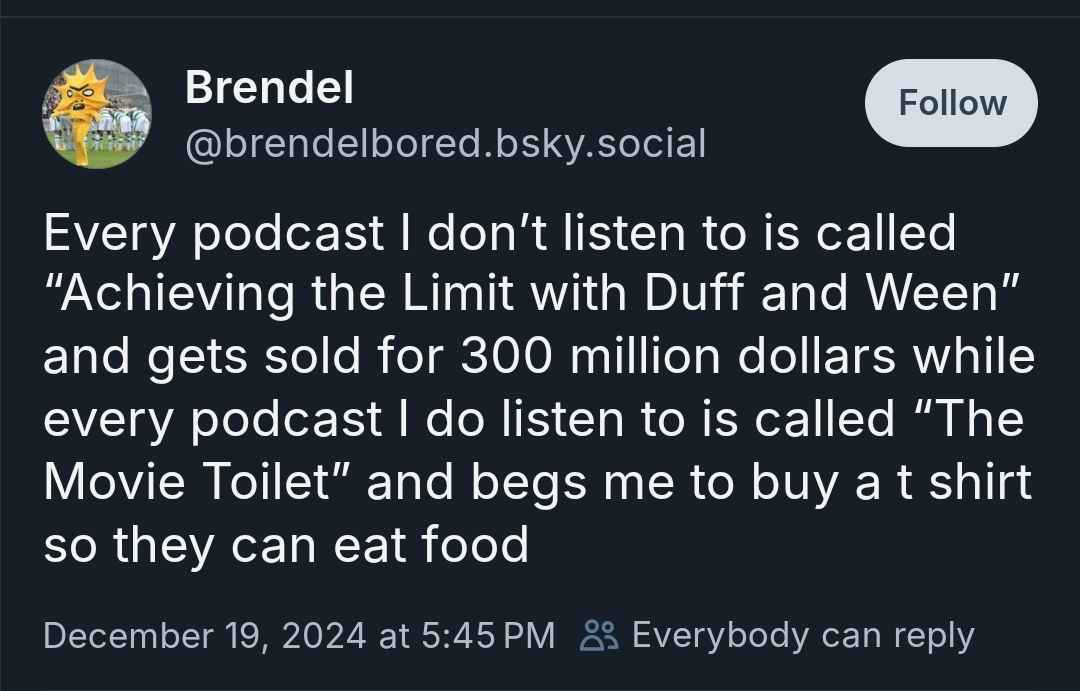 Brendel
@brendelbored.bsky.social
Follow
Every podcast I don’t listen to is called
“Achieving the Limit with Duff and Ween”
and gets sold for 300 million dollars while
every podcast I do listen to is called “The
Movie Toilet” and begs me to buy a t shirt
so they can eat food
December 19, 2024 at 5:45 PM Everybody can reply